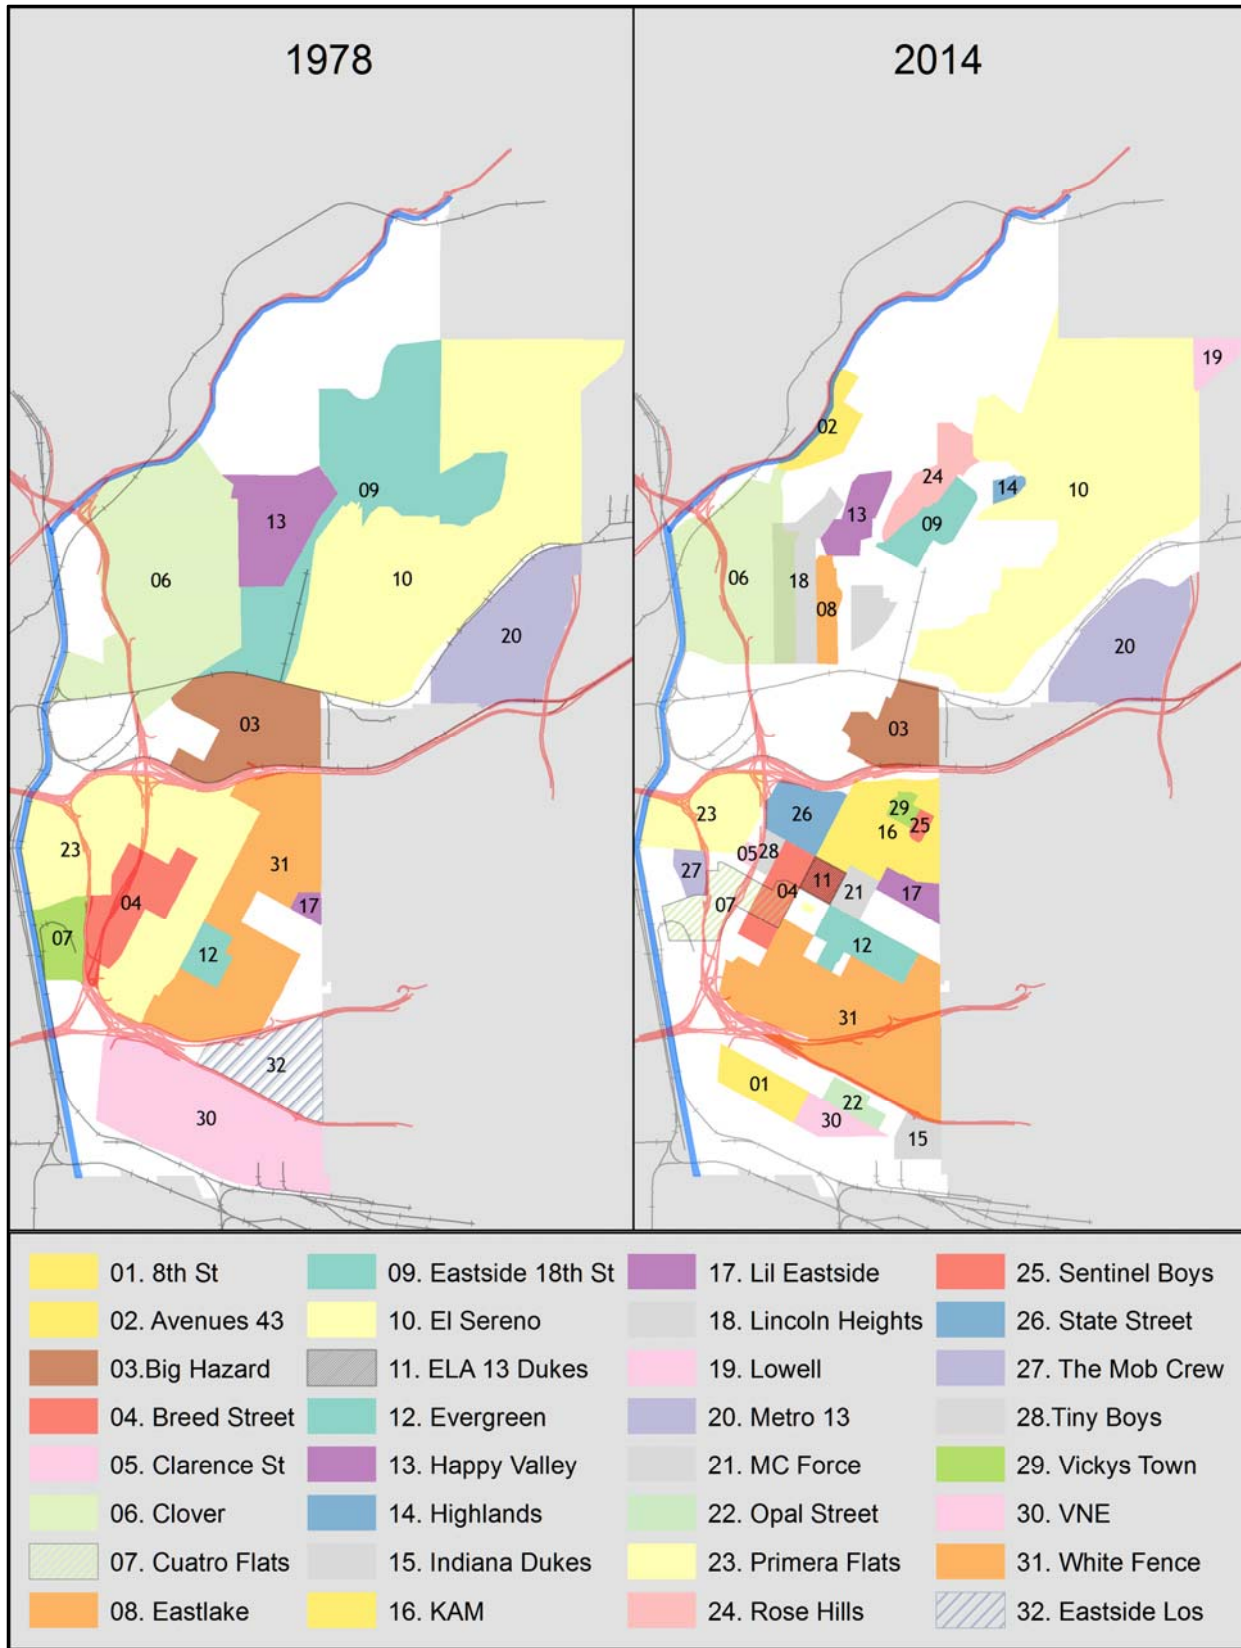 1978
2014
19
02
24
14
10
09
13
13
09
18
06
06
10
08
20
20
03
03
29
26
25
23
16
23
05
28
31
27
04
11
21
17
04
07
17
07
12
12
31
32
01
22
30
30
15
01. 8th St
02. Avenues 43
03.Big Hazard
04. Breed Street
05. Clarence St
06. Clover
07. Cuatro Flats
08. Eastlake
09. Eastside 18th St
10. El Sereno
11. ELA 13 Dukes
12. Evergreen
13. Happy Valley
14. Highlands
15. Indiana Dukes
16. KAM
17. Lil Eastside
18. Lincoln Heights
19. Lowell
20. Metro 13
21. MC Force
22. Opal Street
23. Primera Flats
24. Rose Hills
25. Sentinel Boys
26. State Street
27. The Mob Crew
28.Tiny Boys
29. Vickys Town
30. VNE
31. White Fence
32. Eastside Los